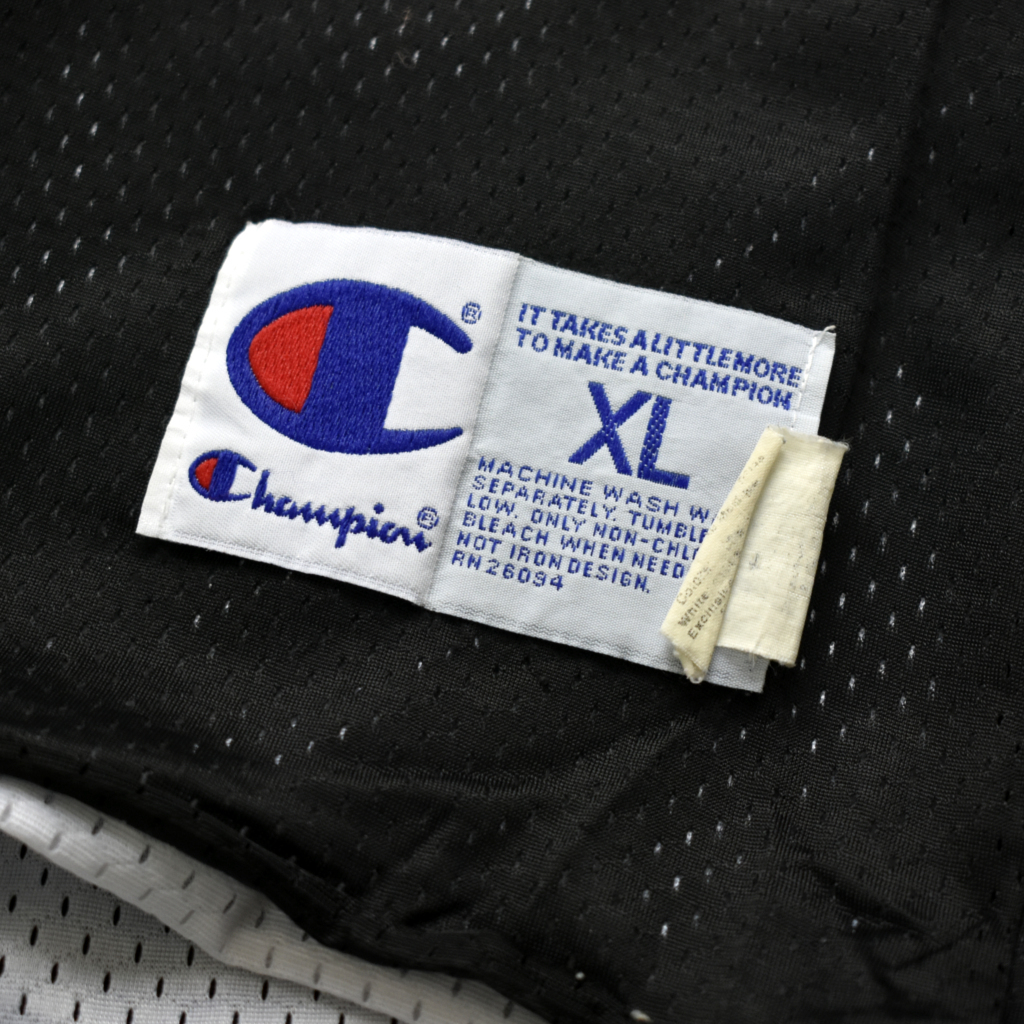 ®
Champion®
IT TAKES A LITTLE MORE
TO MAKE A CHAMPION
XL
MACHINE WASH
SEPARATELY. TUMBLE
LOW. ONLY NON-CHL
BLEACH WHEN NEED
NOT IRON DESIGN.
RN 26094
White